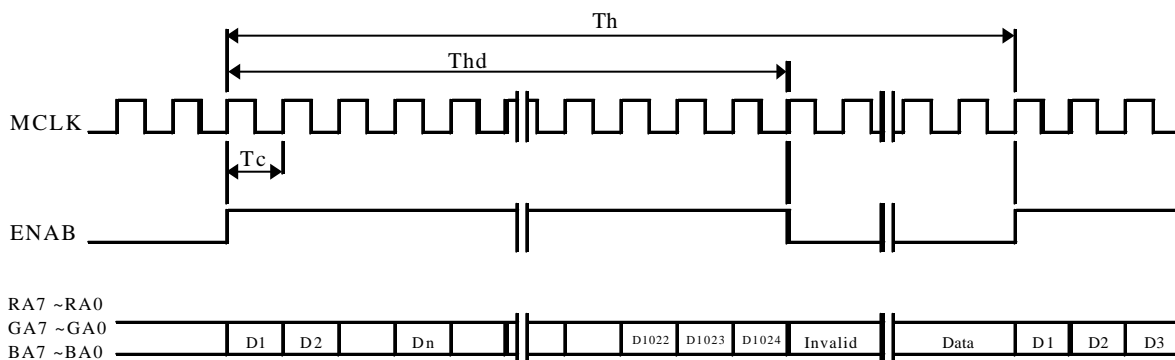 Th
Thd
MCLK
Tc
ENAB
RA7 ~RA0
GA7 ~GA0
BA7 ~BA0
D1 D2 Dn D1022 D1023 D1024 Invalid Data D1 D2 D3